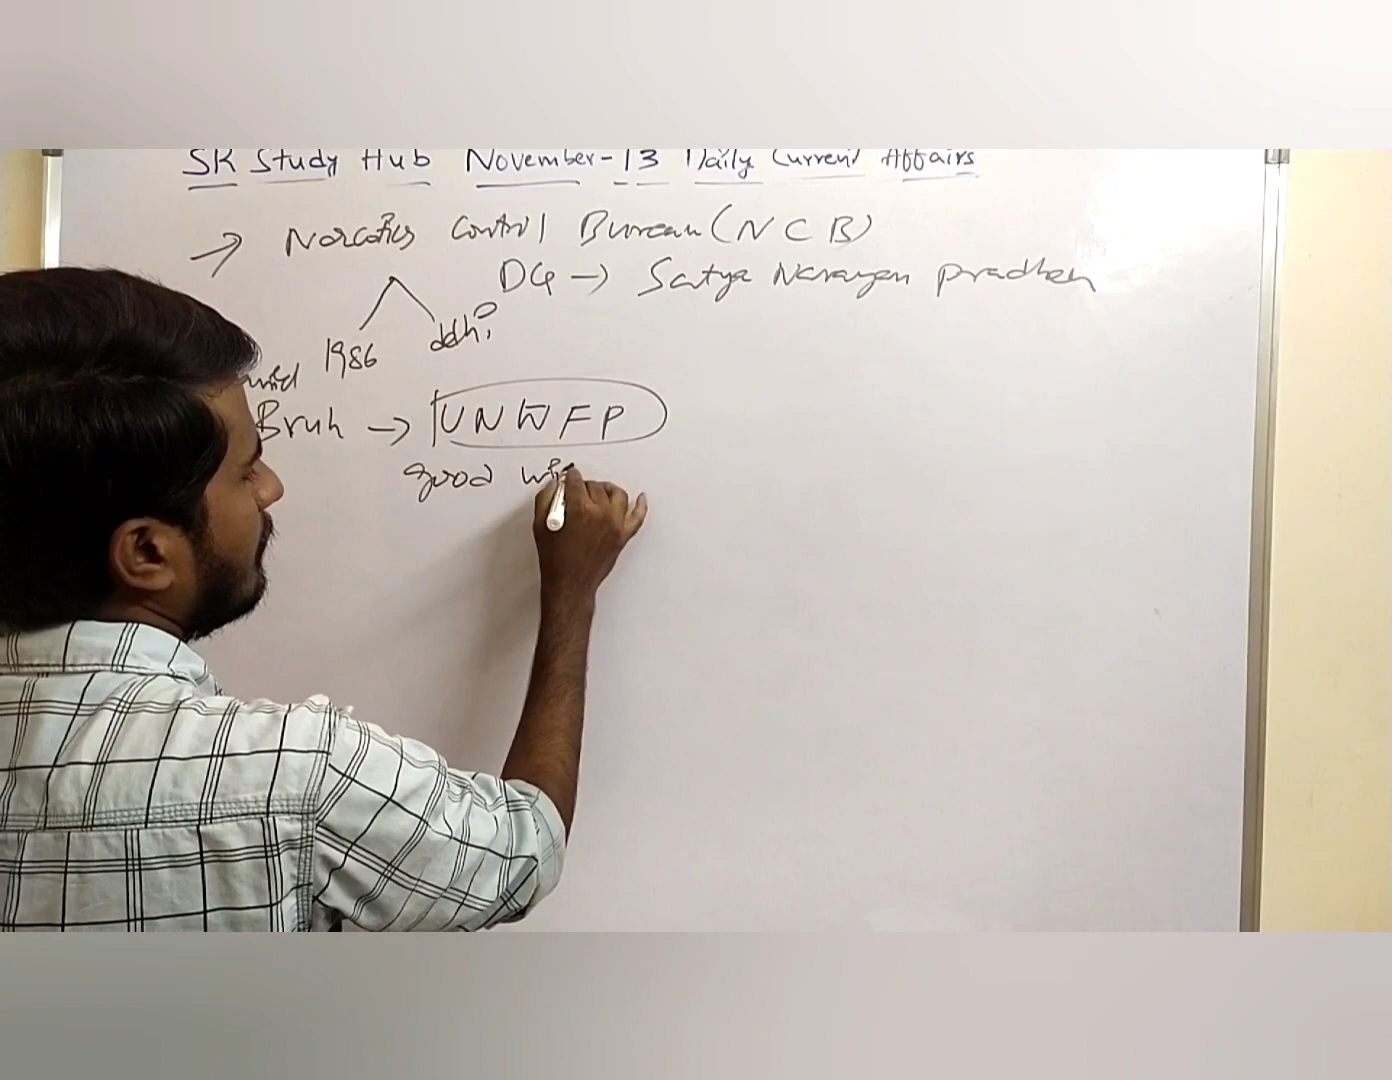 SK Study Hub November-13 Daily Current Affairs
→ Narcotics Control Bureau (NCB)
DG → Satya Narayan Pradhan
1986 delhi
Bruh → UNWFP
good wi